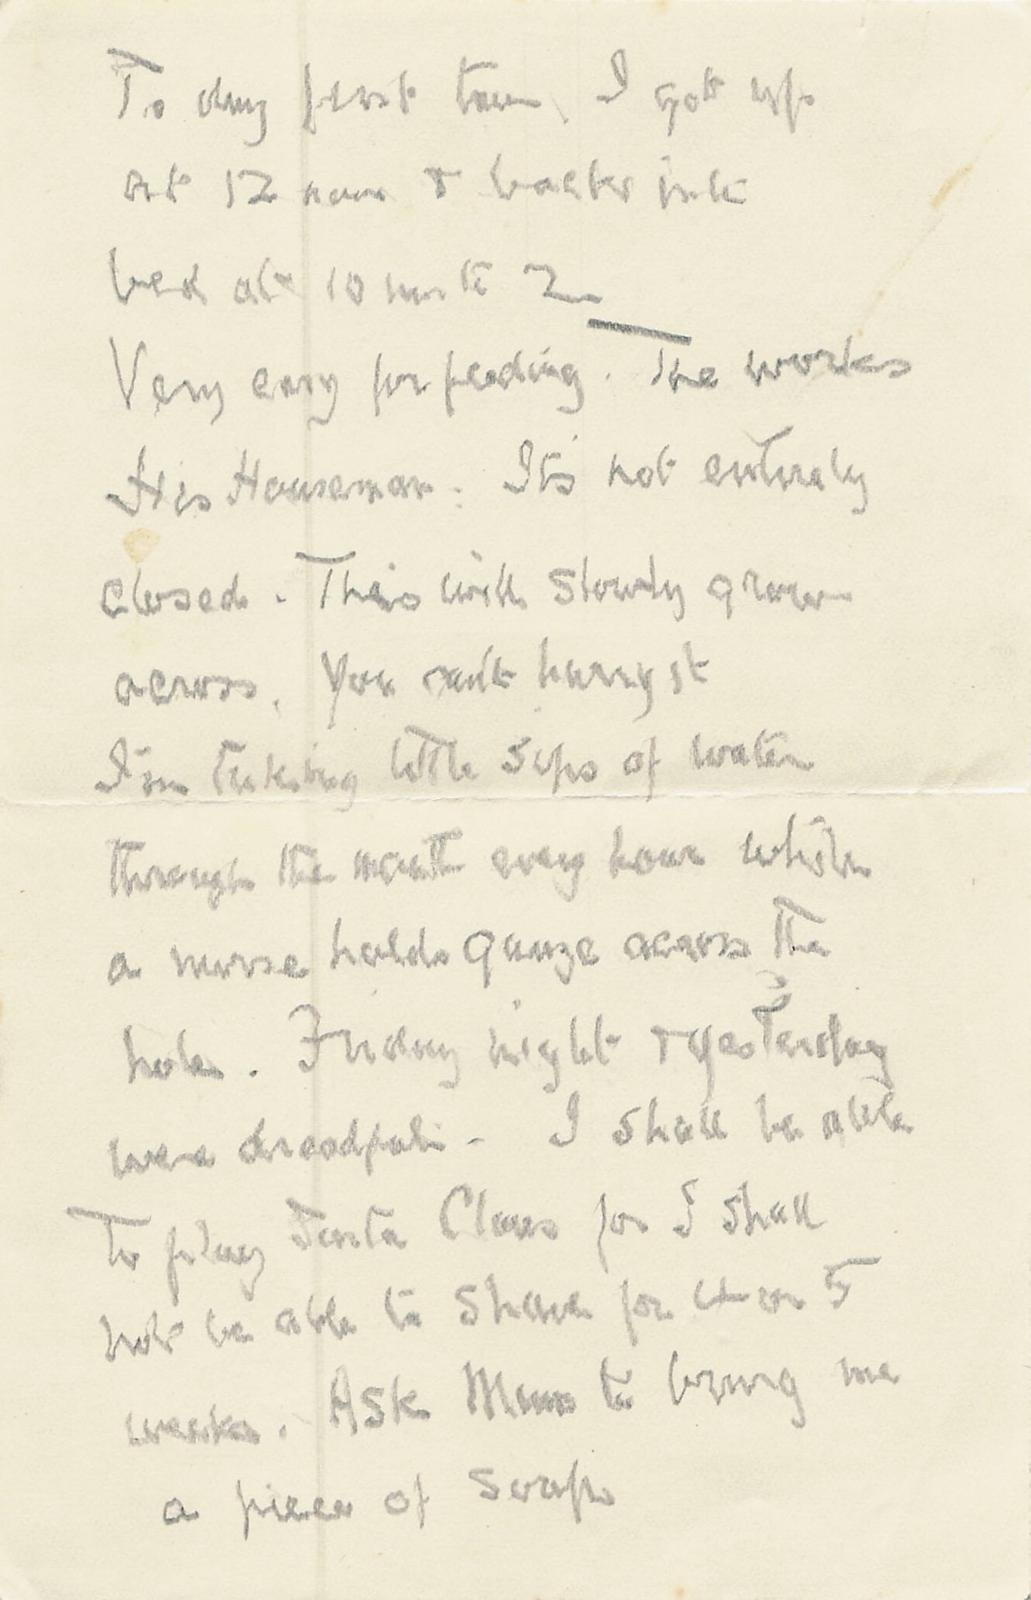 To day first time, I got up
at 12 noon & back int
bed at 10 m to 2
Very easy for feeding. The works
His Houseman. It's not entirely
closed. This will slowly grow
across. You can't hurry it
I'm taking little sips of water
through the mouth every hour while
a nurse holds gauze across the
hole. Friday night & yesterday
were dreadful - I shall be able
To play Santa Claus for I shall
not be able to shave for 4 or 5
weeks. Ask Mum to bring me
a piece of soap